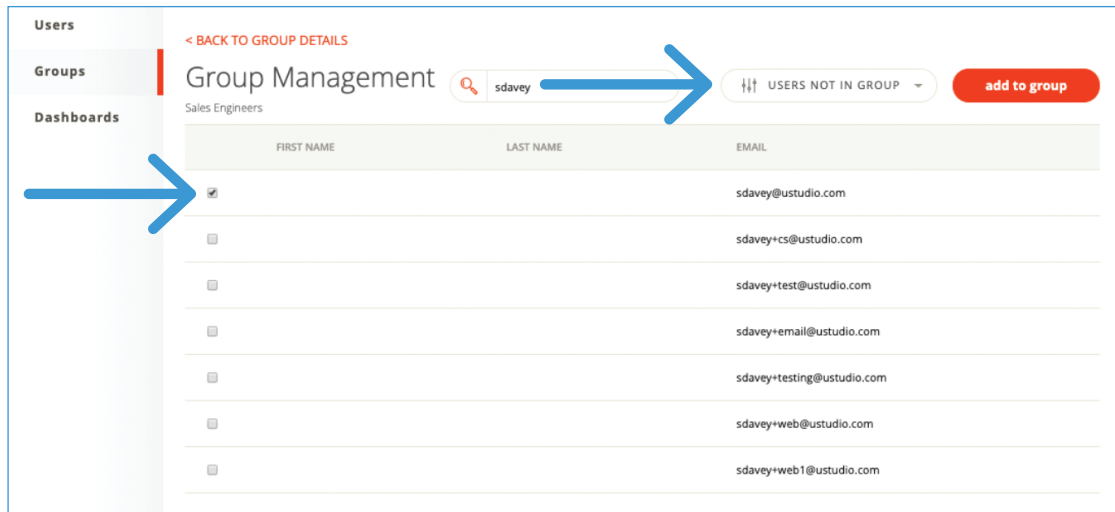 Users
Groups
Dashboards
< BACK TO GROUP DETAILS
Group Management
sdavey
USERS NOT IN GROUP
add to group
Sales Engineers
FIRST NAME LAST NAME EMAIL
sdavey@ustudio.com
sdavey+cs@ustudio.com
sdavey+test@ustudio.com
sdavey+email@ustudio.com
sdavey+testing@ustudio.com
sdavey+web@ustudio.com
sdavey+web1@ustudio.com